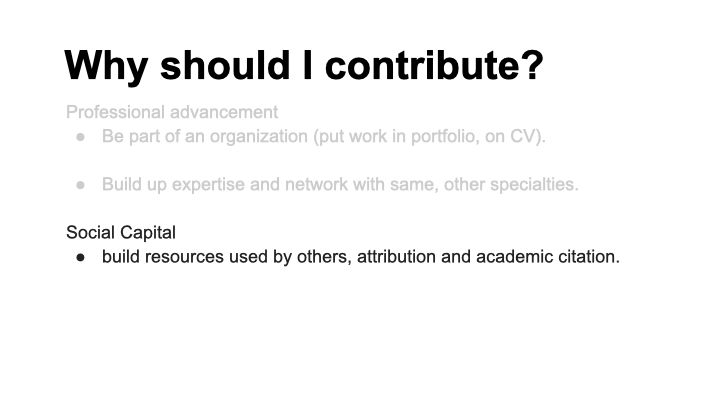 Why should I contribute?
Professional advancement
● Be part of an organization (put work in portfolio, on CV).
● Build up expertise and network with same, other specialties.
Social Capital
● build resources used by others, attribution and academic citation.